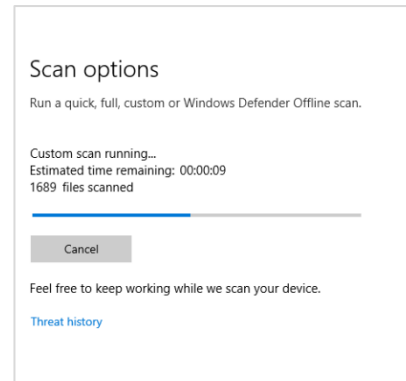 Scan options
Run a quick, full, custom or Windows Defender Offline scan.
Custom scan running...
Estimated time remaining: 00:00:09
1689 files scanned
Cancel
Feel free to keep working while we scan your device.
Threat history